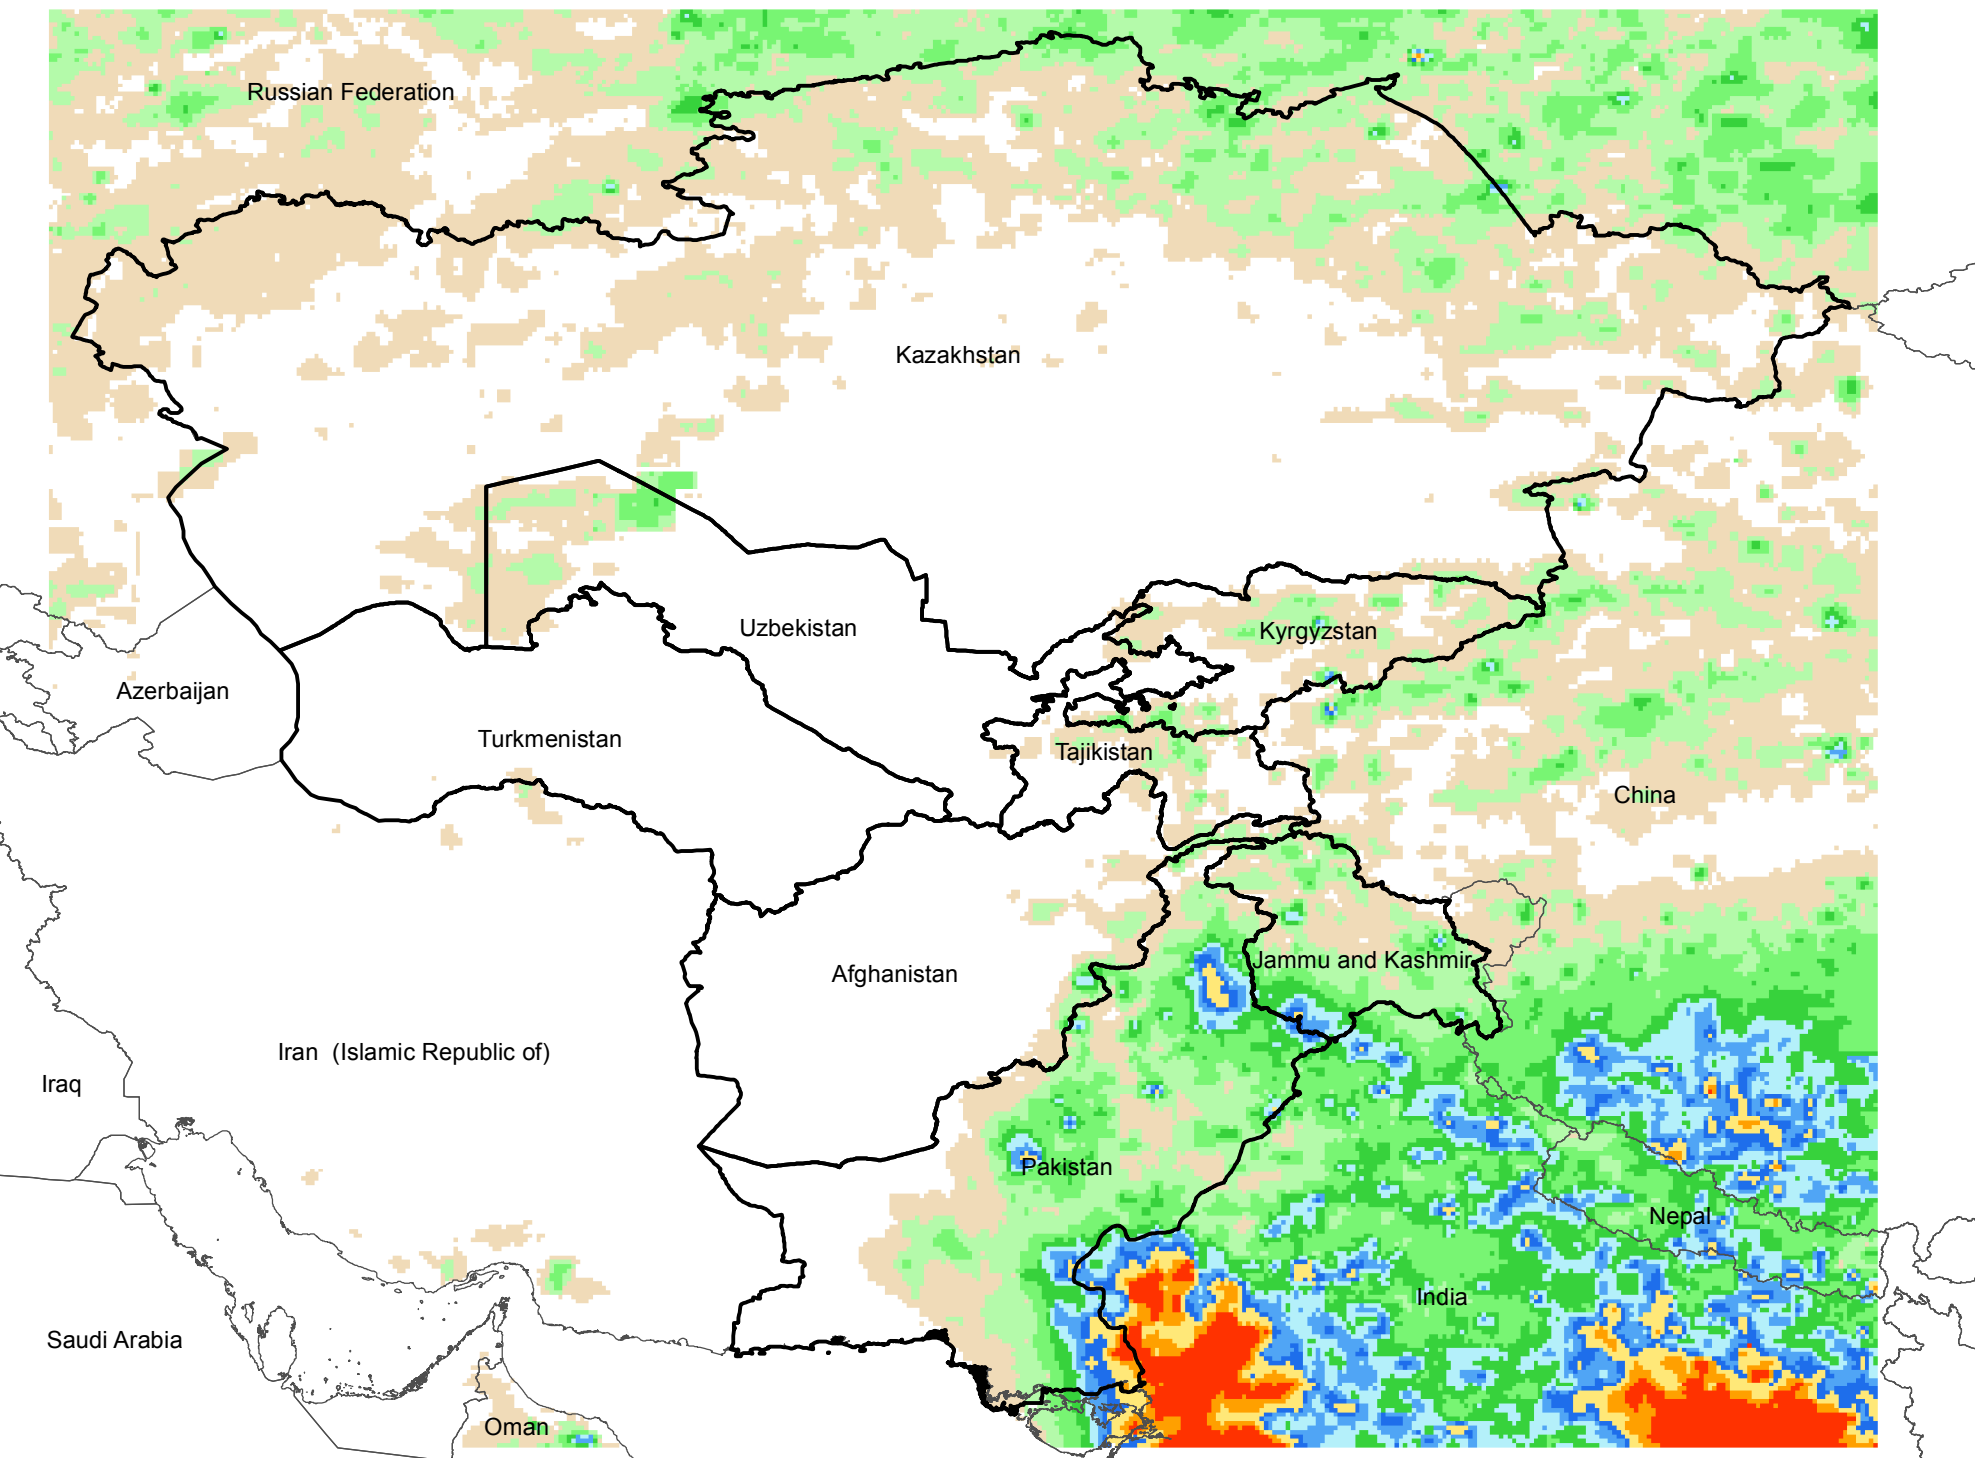 Russian Federation
Kazakhstan
Uzbekistan
Kyrgyzstan
Azerbaijan
Turkmenistan
Tajikistan
China
Jammu and Kashmir
Afghanistan
Iran  (Islamic Republic of)
Iraq
Pakistan
Nepal
India
Saudi Arabia
Oman